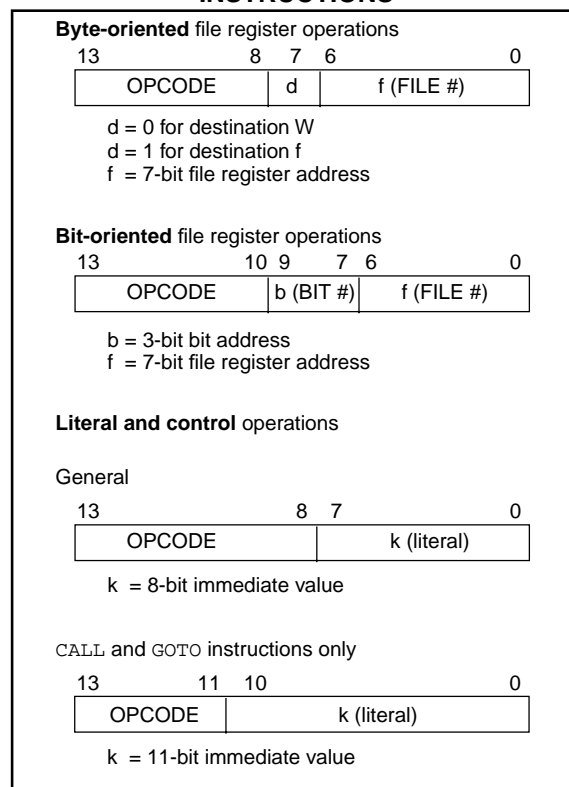 INSTRUCTIONS
Byte-oriented file register operations
13 8 7 6 0
OPCODE d f (FILE #)
d = 0 for destination W
d = 1 for destination f
f = 7-bit file register address
Bit-oriented file register operations
13 10 9 7 6 0
OPCODE b (BIT #) f (FILE #)
b = 3-bit bit address
f = 7-bit file register address
Literal and control operations
General
13 8 7 0
OPCODE k (literal)
k = 8-bit immediate value
CALL and GOTO instructions only
13 11 10 0
OPCODE k (literal)
k = 11-bit immediate value